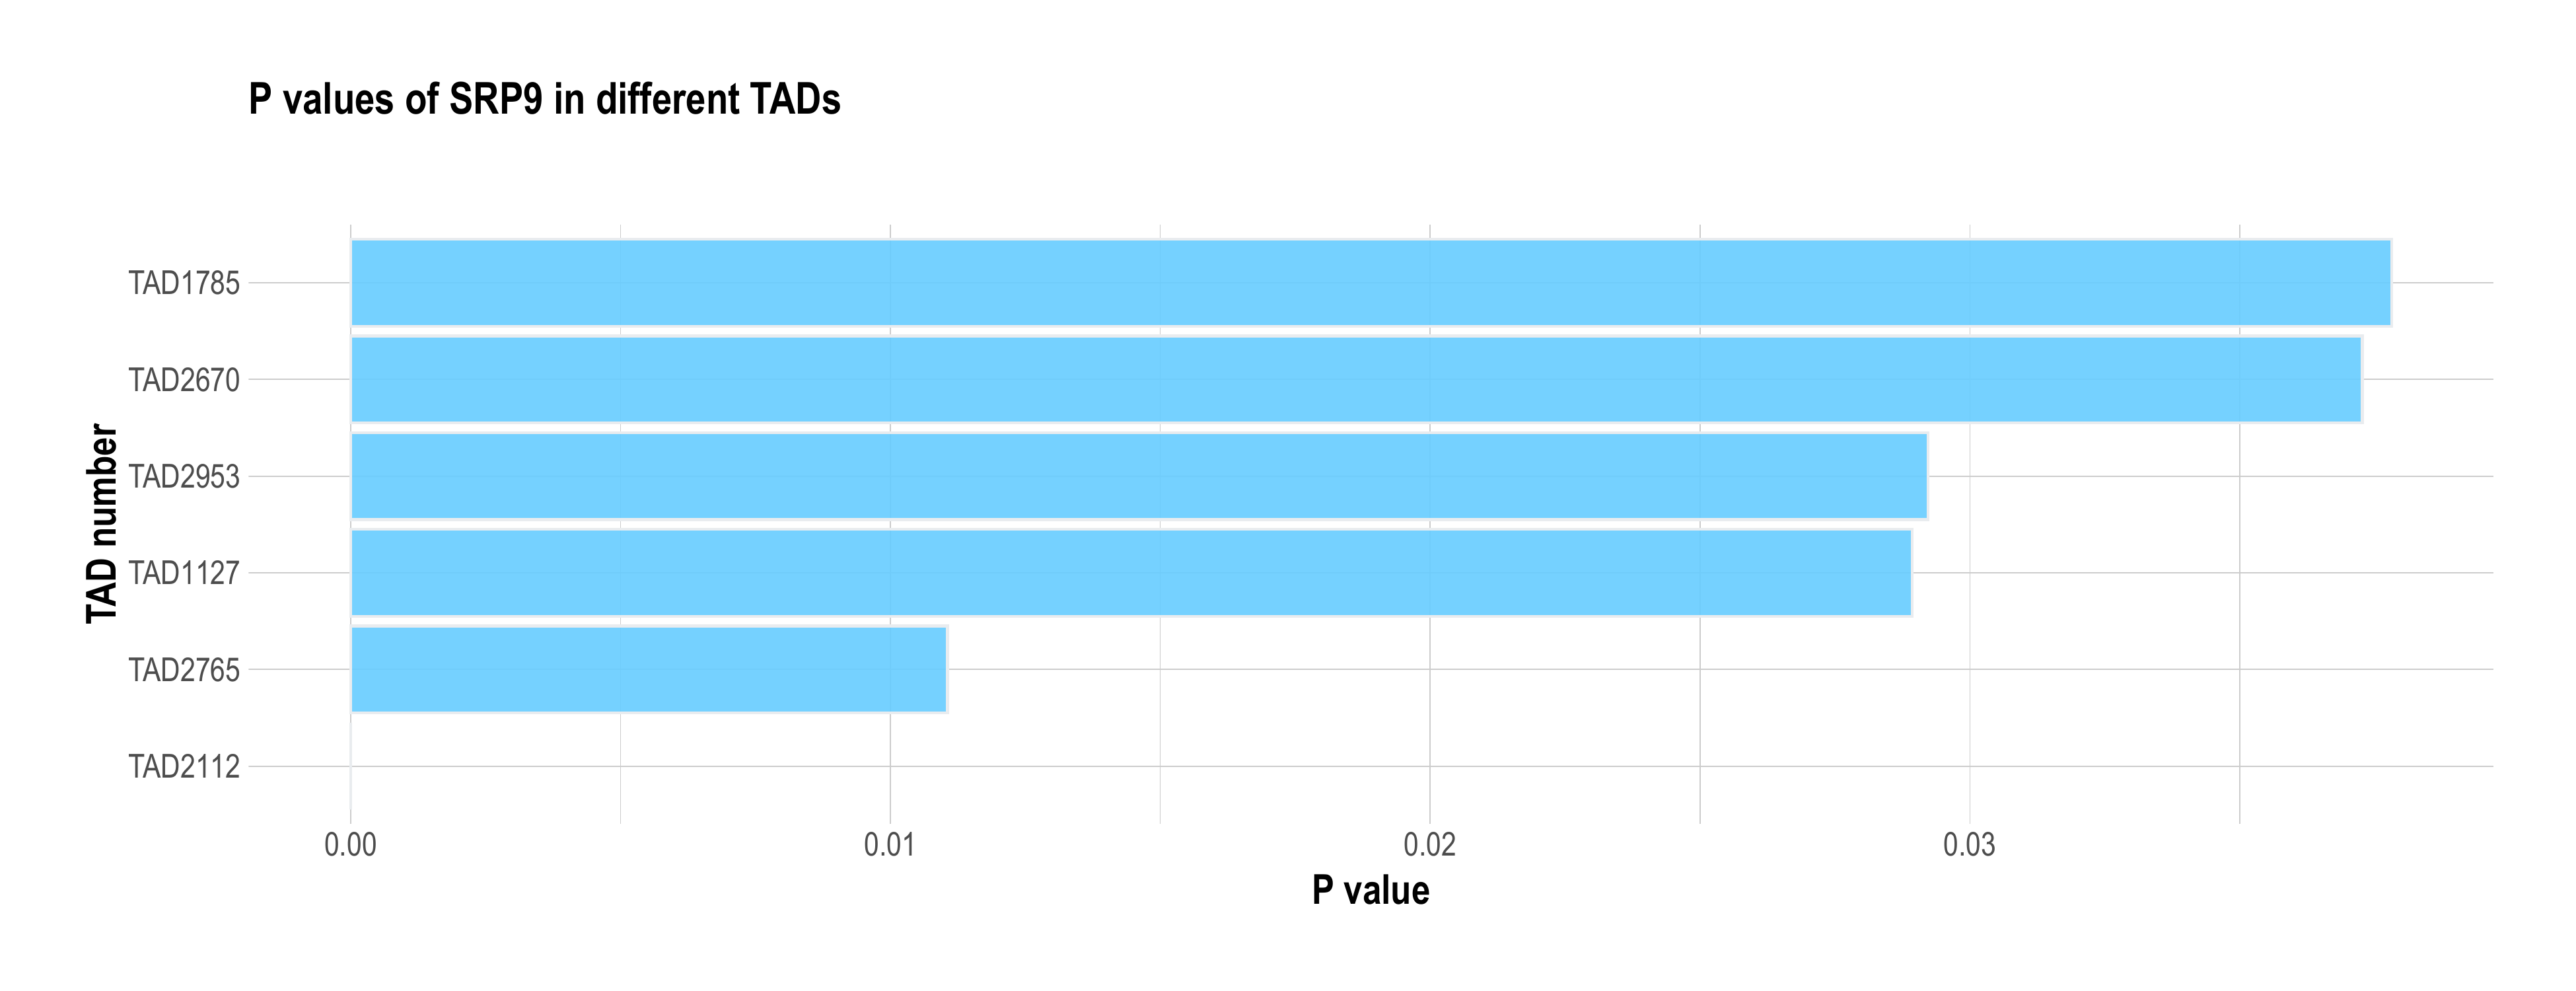 P values of SRP9 in different TADs
TAD number
TAD1785
TAD2670
TAD2953
TAD1127
TAD2765
TAD2112
0.00 0.01 0.02 0.03
P value